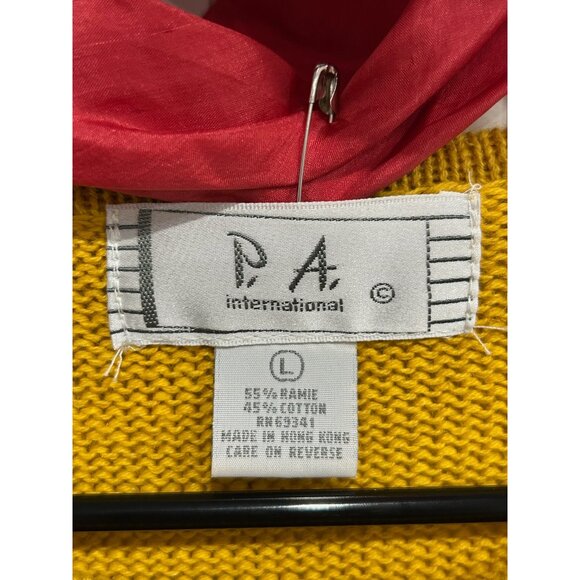 P. A.
international ©
L
55% RAMIE
45% COTTON
RN69341
MADE IN HONG KONG
CARE ON REVERSE